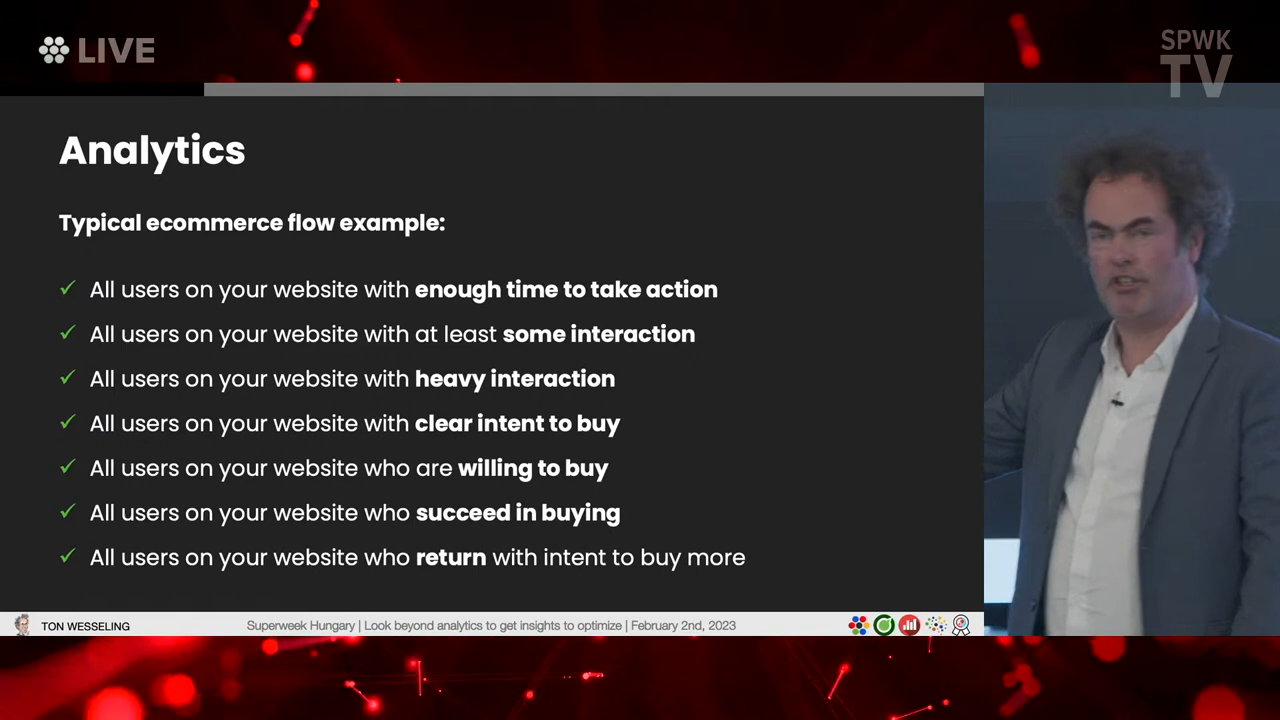 LIVE
SPWK
TV
Analytics
Typical ecommerce flow example:
✓ All users on your website with enough time to take action
✓ All users on your website with at least some interaction
✓ All users on your website with heavy interaction
✓ All users on your website with clear intent to buy
✓ All users on your website who are willing to buy
✓ All users on your website who succeed in buying
✓ All users on your website who return with intent to buy more
TON WESSELING
Superweek Hungary | Look beyond analytics to get insights to optimize | February 2nd, 2023